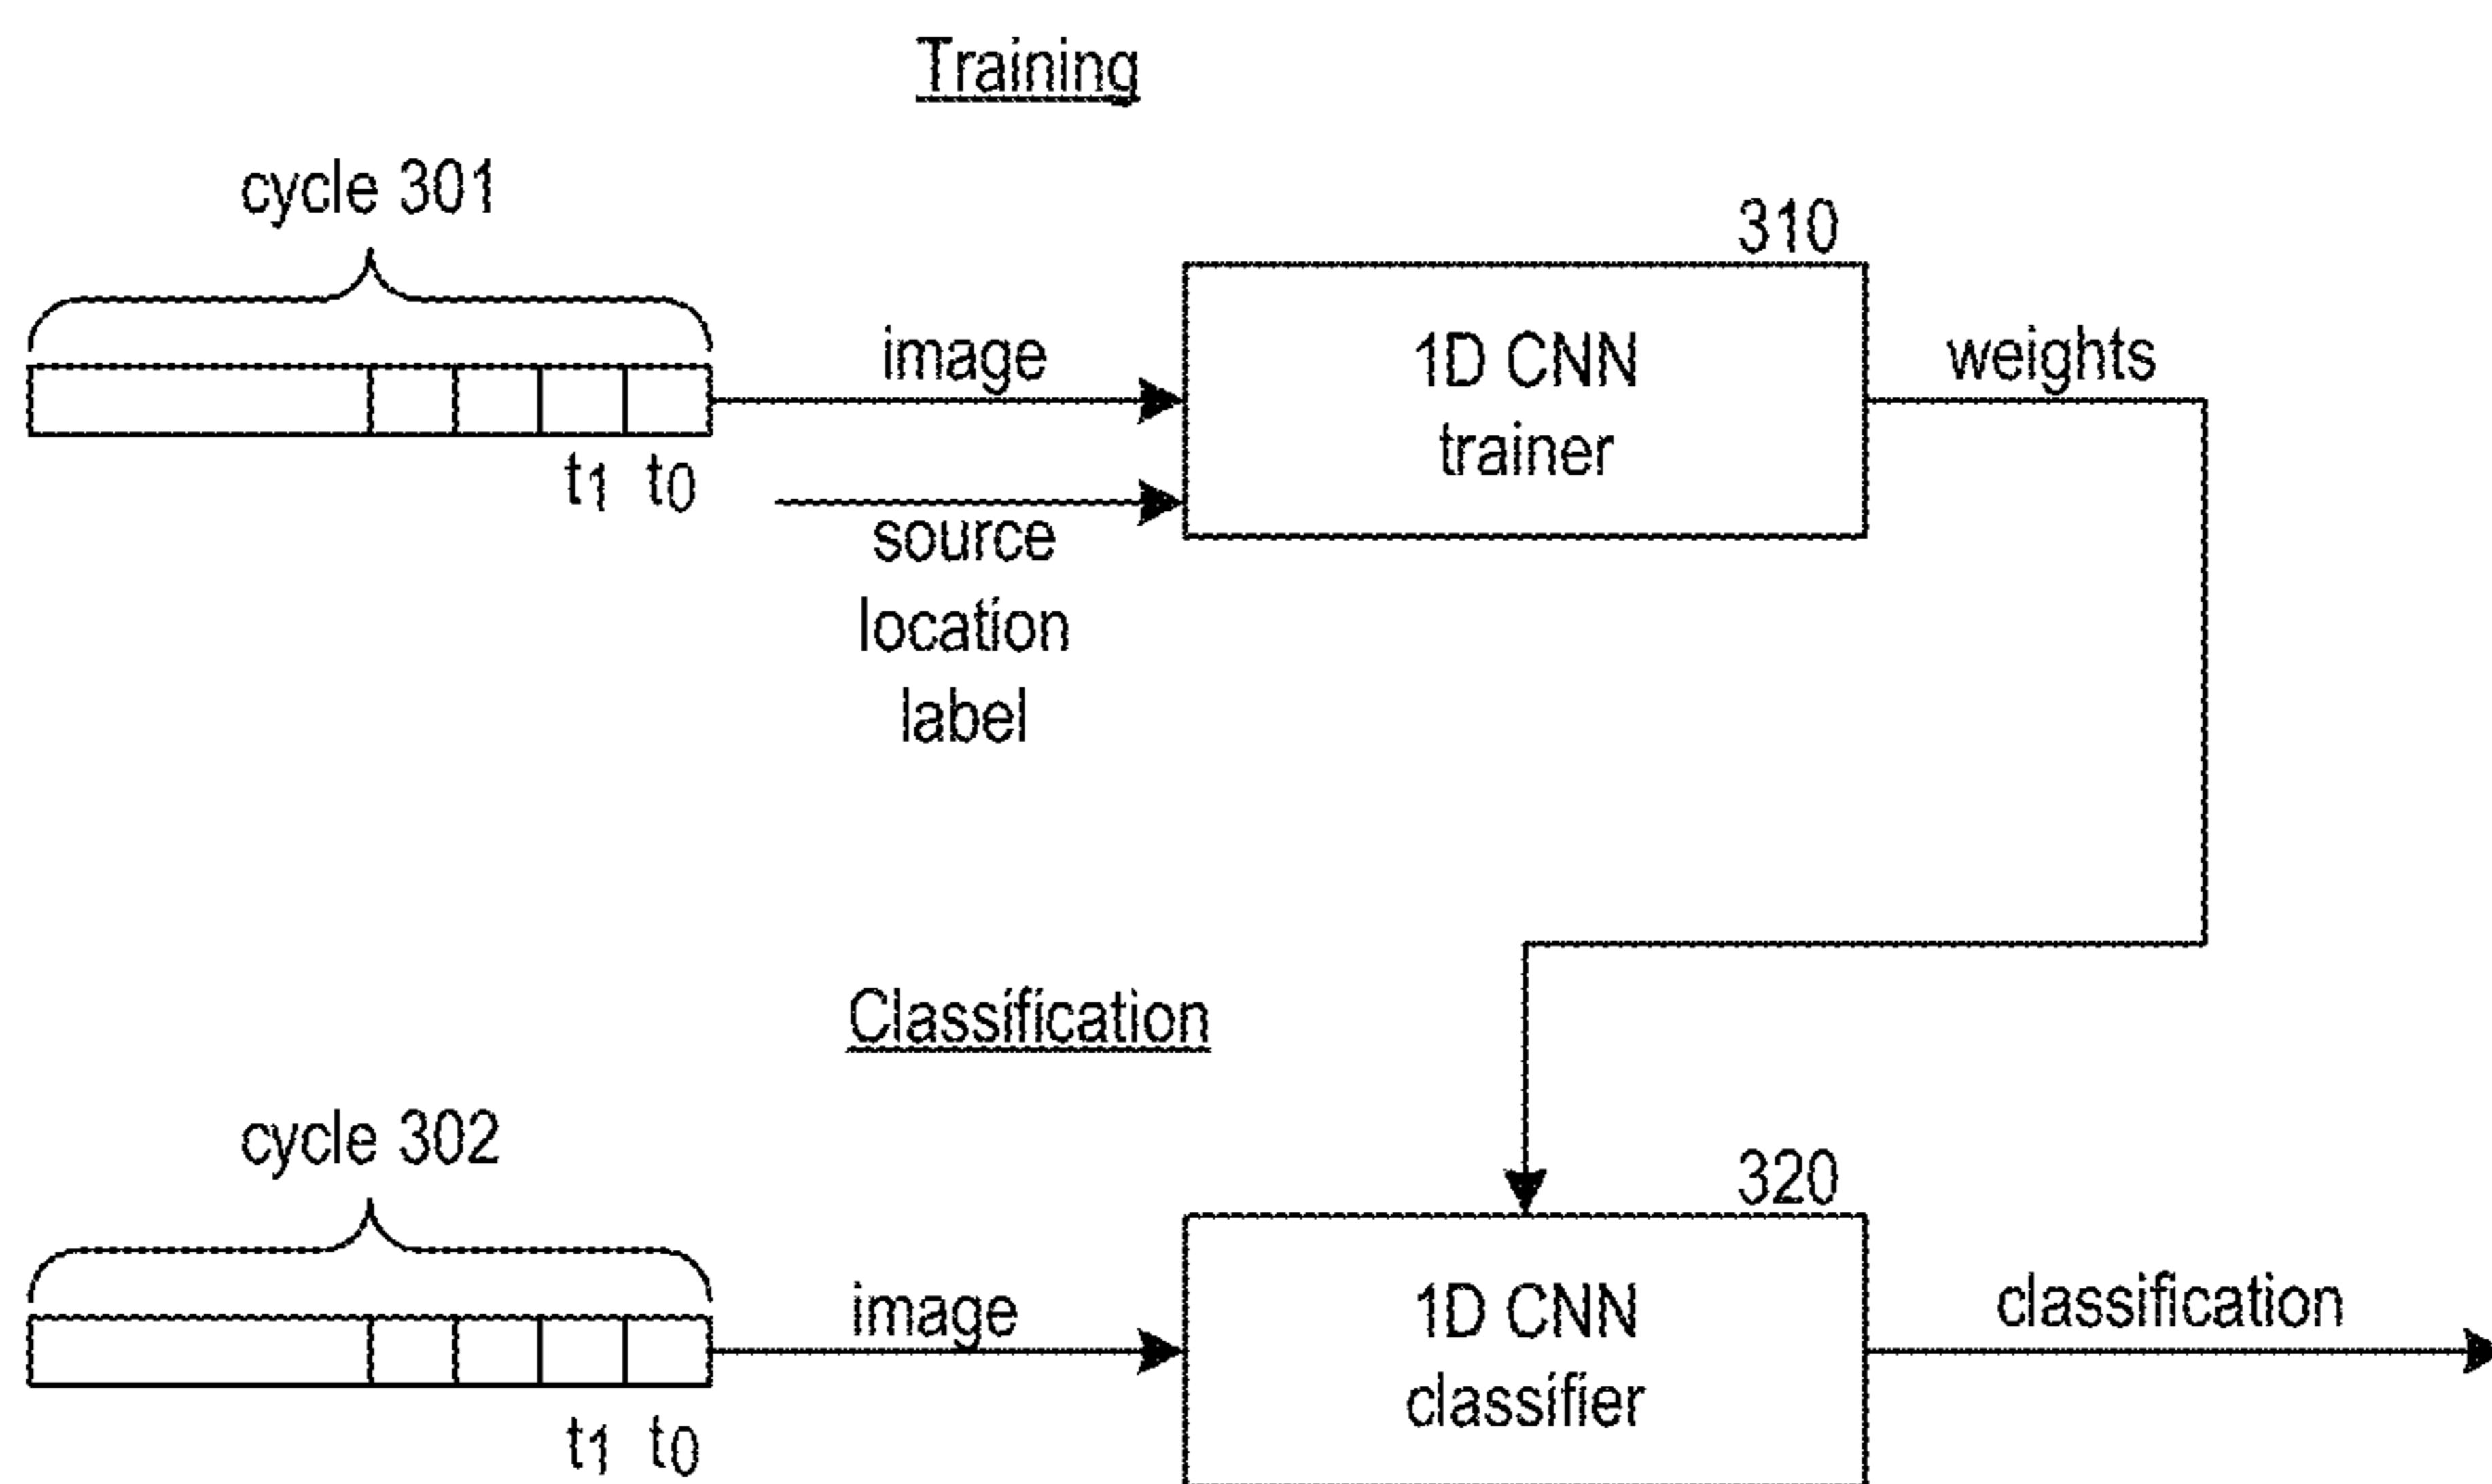 Training
cycle 301
310
image
1D CNN
trainer
weights
t1 t0
source
location
label
Classification
cycle 302
320
image
1D CNN
classifier
classification
t1 t0